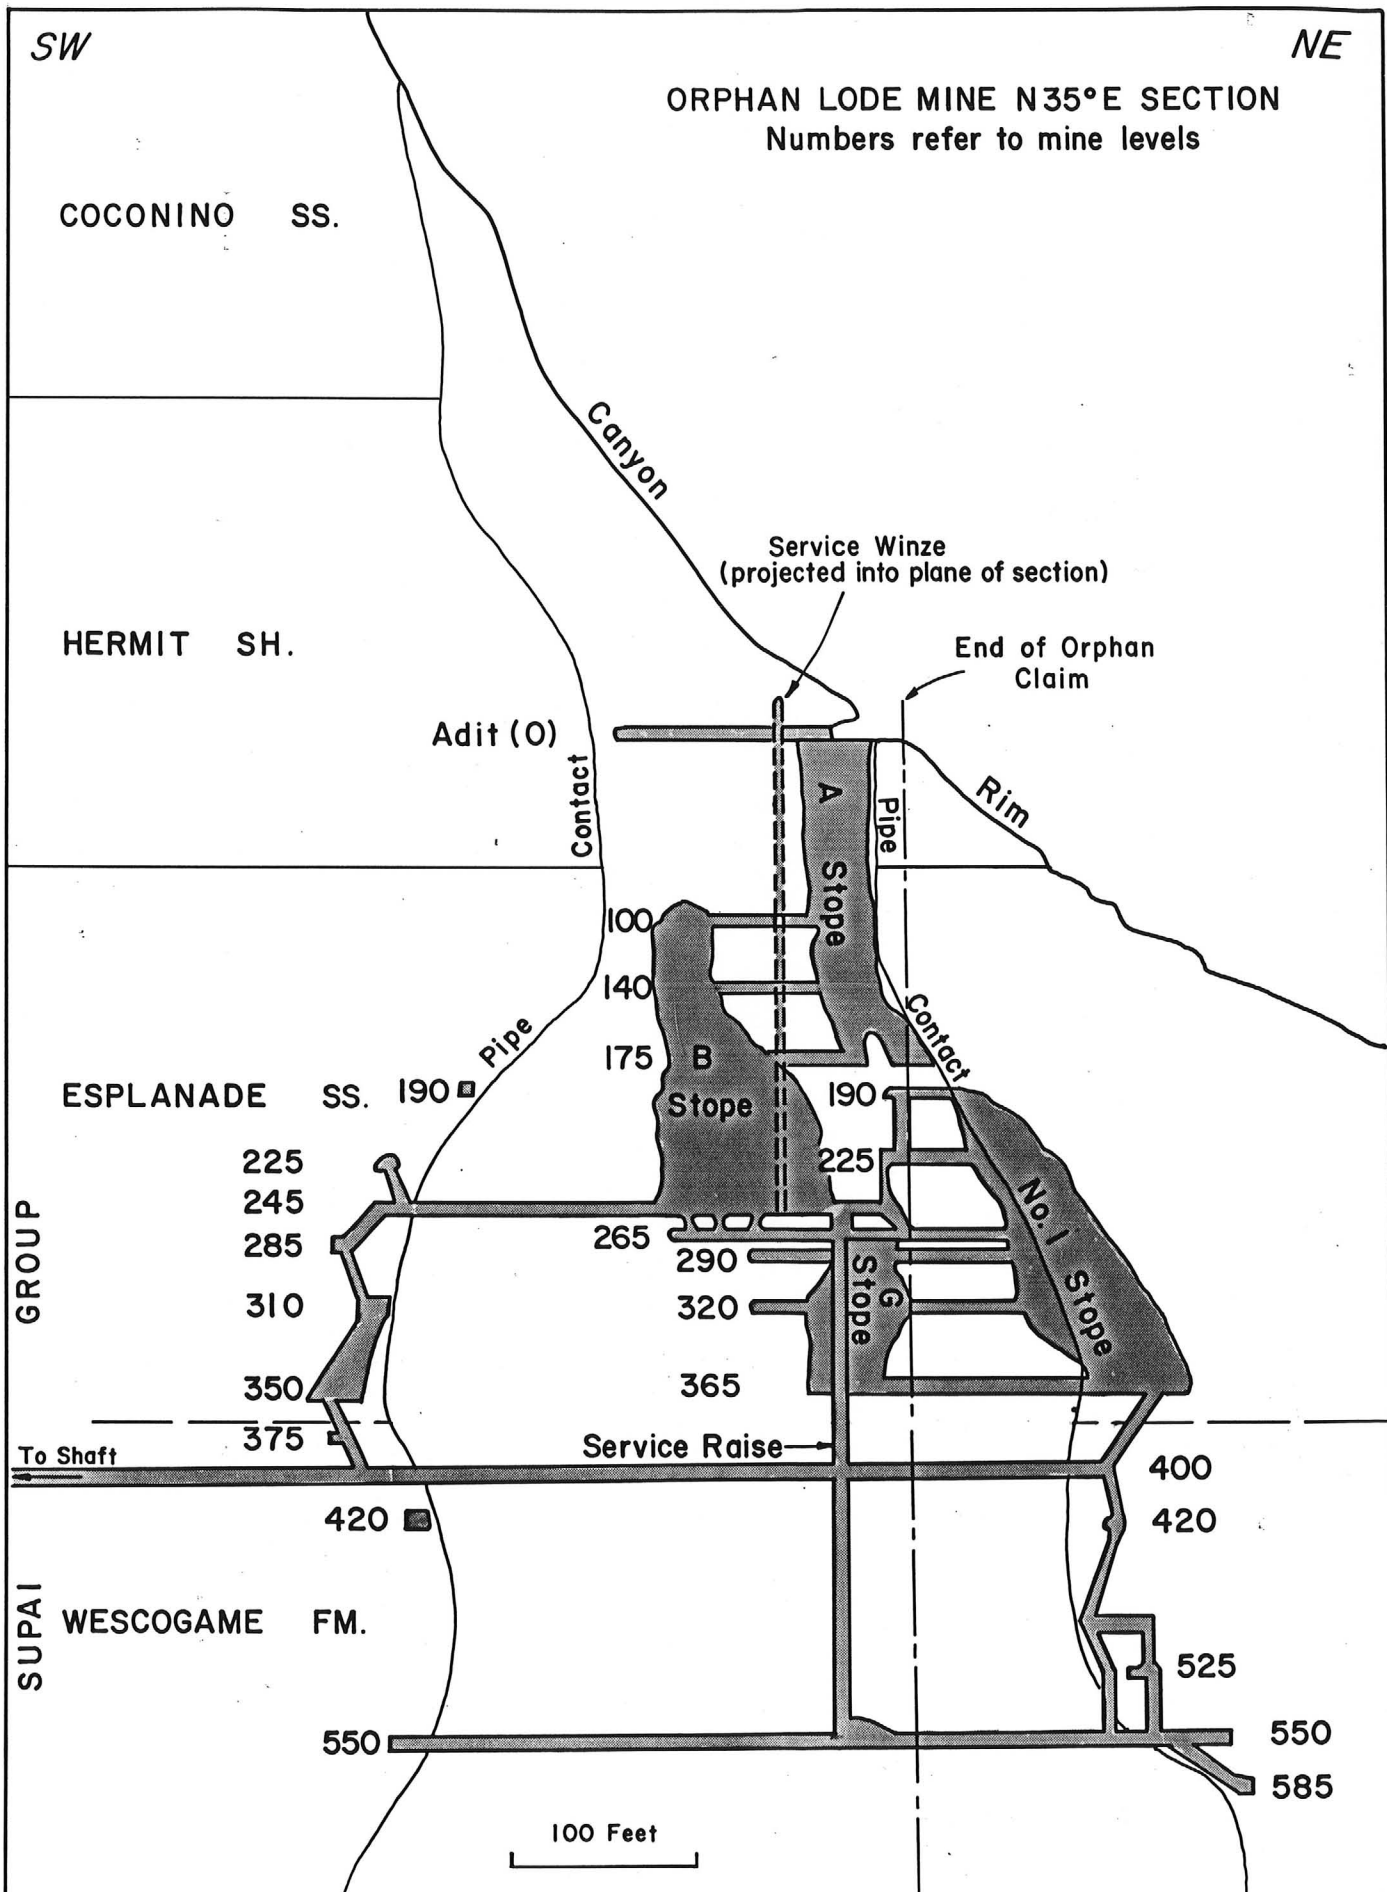 SW
NE
ORPHAN LODE MINE N35°E SECTION
Numbers refer to mine levels
COCONINO SS.
Canyon
Service Winze
(projected into plane of section)
HERMIT SH.
End of Orphan
Claim
Adit (O)
Contact
A
Stope
Pipe
Rim
100
140
Contact
Pipe
175
B
Stope
ESPLANADE SS.
190
190
225
225
245
No. 1 Stope
265
285
290
G
Stope
310
320
GROUP
350
365
375
To Shaft
Service Raise
400
420
420
SUPAI
WESCOGAME FM.
525
550
550
585
100 Feet